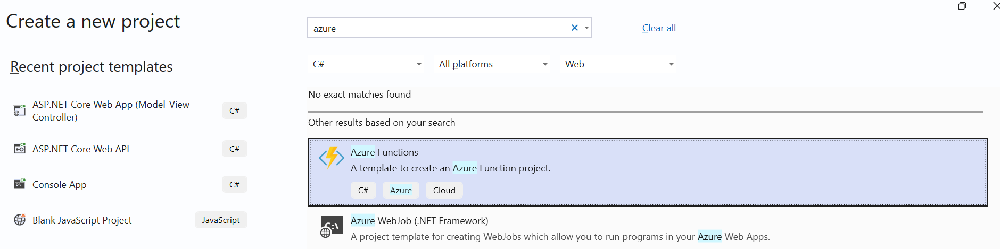 Create a new project
azure
Clear all
Recent project templates
C#
All platforms
Web
ASP.NET Core Web App (Model-View-
Controller)
C#
ASP.NET Core Web API
C#
Console App
C#
Blank JavaScript Project
JavaScript
No exact matches found
Other results based on your search
Azure Functions
A template to create an Azure Function project.
C#
Azure
Cloud
Azure WebJob (.NET Framework)
A project template for creating WebJobs which allow you to run programs in your Azure Web Apps.